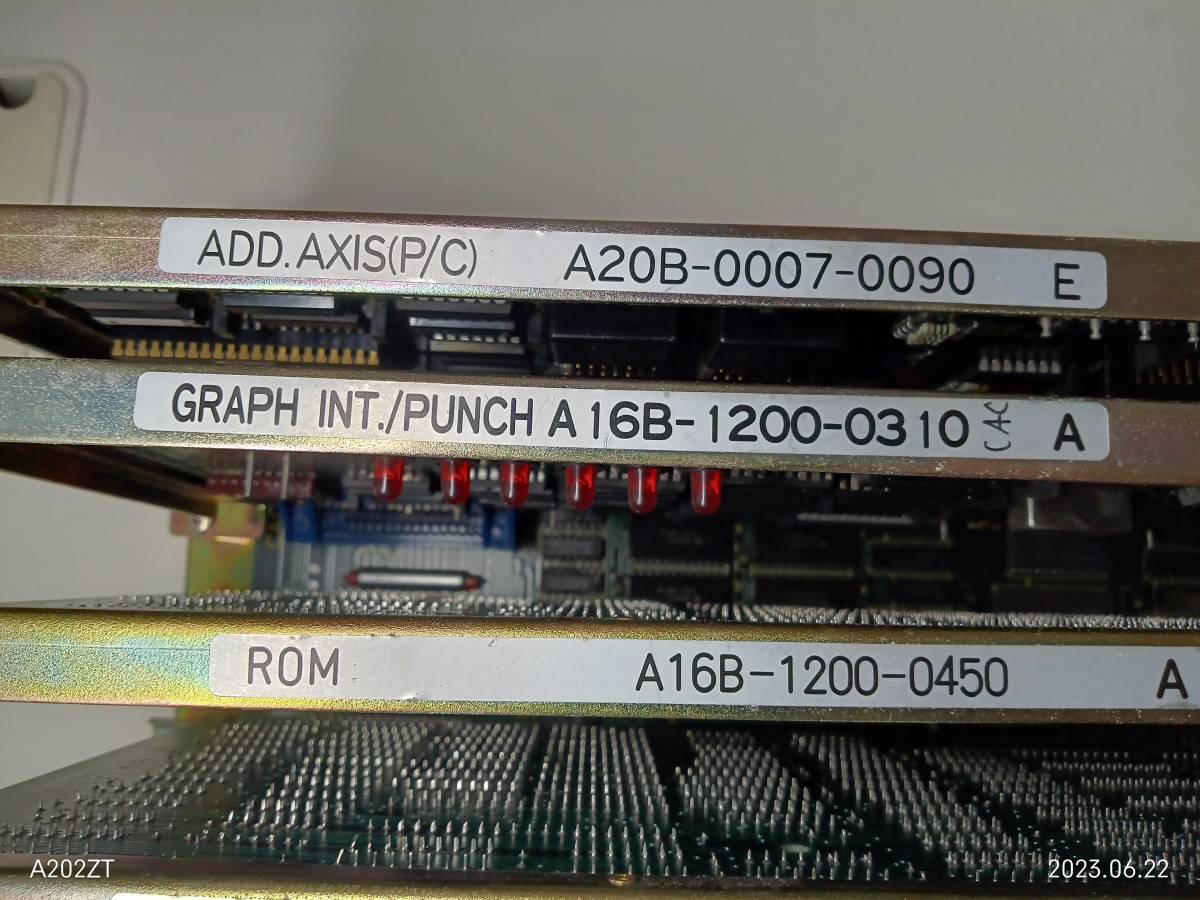 ADD. AXIS(P/C) A20B-0007-0090 E
GRAPH INT./PUNCH A16B-1200-0310 A
ROM A16B-1200-0450 A
A202ZT 2023.06.22